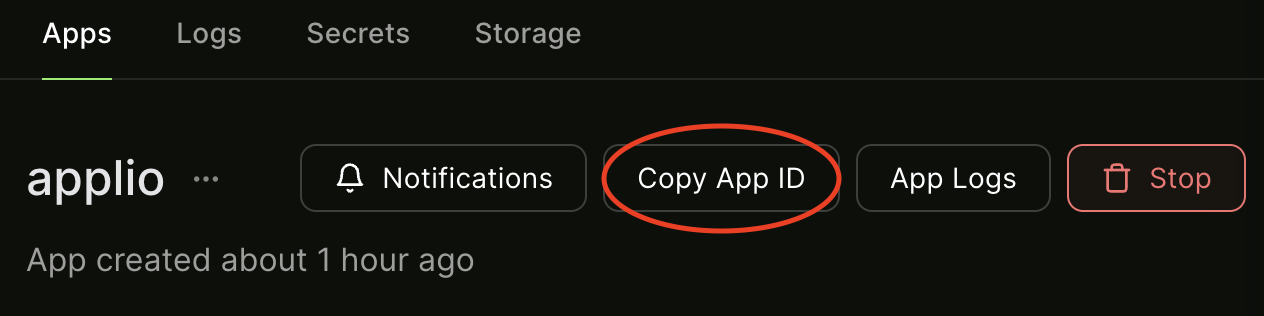 Apps Logs Secrets Storage
applio ··· Notifications Copy App ID App Logs Stop
App created about 1 hour ago